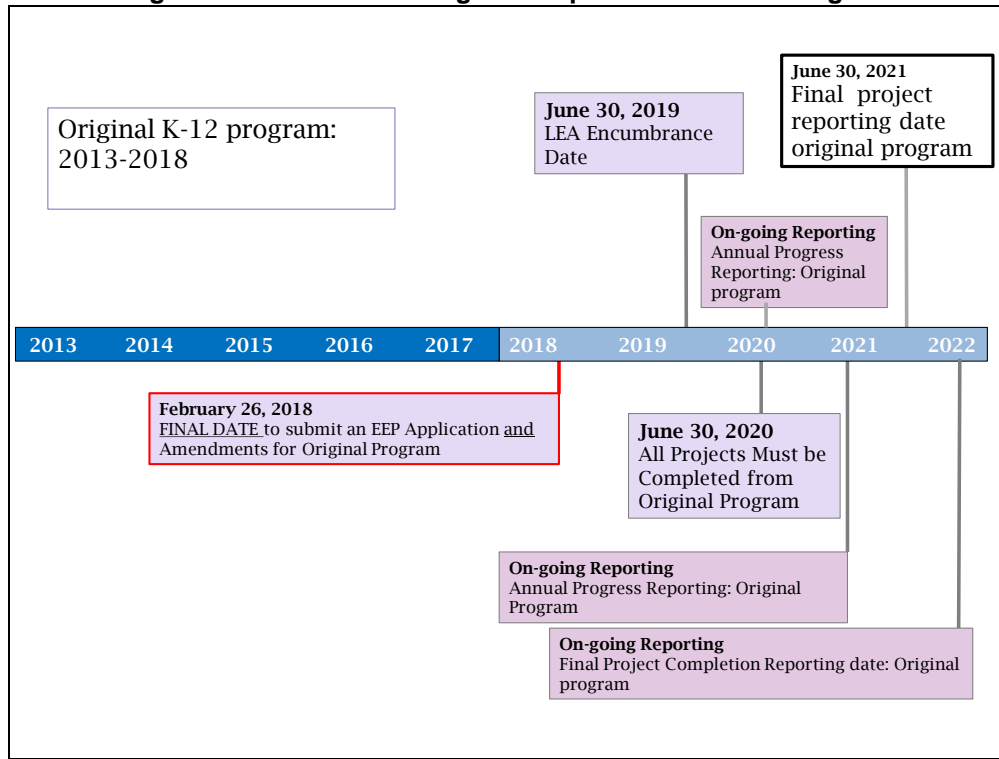 Original K-12 program:
2013-2018
June 30, 2019
LEA Encumbrance
Date
June 30, 2021
Final project
reporting date
original program
On-going Reporting
Annual Progress
Reporting: Original
program
2013 2014 2015 2016 2017 2018 2019 2020 2021 2022
February 26, 2018
FINAL DATE to submit an EEP Application and
Amendments for Original Program
June 30, 2020
All Projects Must be
Completed from
Original Program
On-going Reporting
Annual Progress Reporting: Original
Program
On-going Reporting
Final Project Completion Reporting date: Original
program